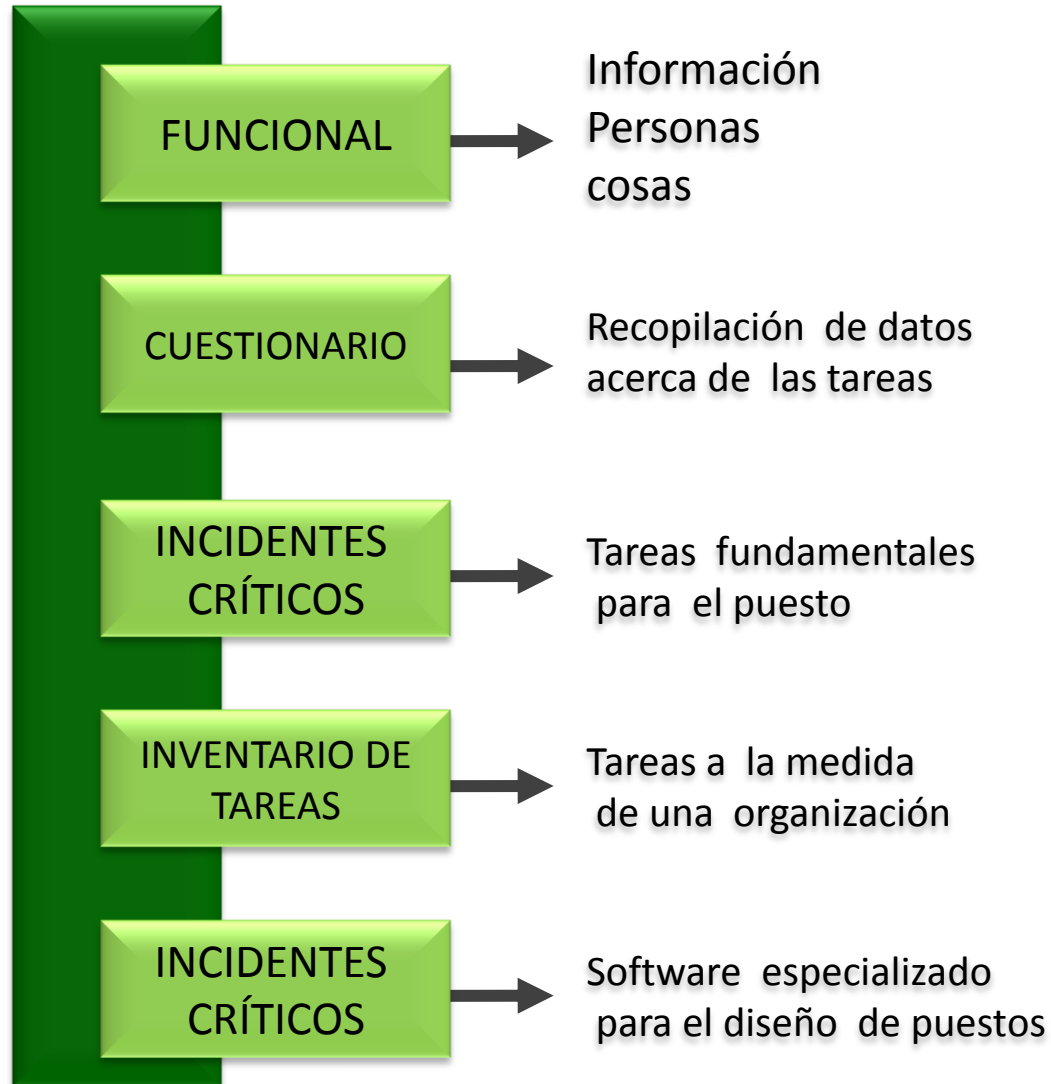 FUNCIONAL
Información
Personas
cosas
CUESTIONARIO
Recopilación de datos
acerca de las tareas
INCIDENTES
CRÍTICOS
Tareas fundamentales
para el puesto
INVENTARIO DE
TAREAS
Tareas a la medida
de una organización
INCIDENTES
CRÍTICOS
Software especializado
para el diseño de puestos